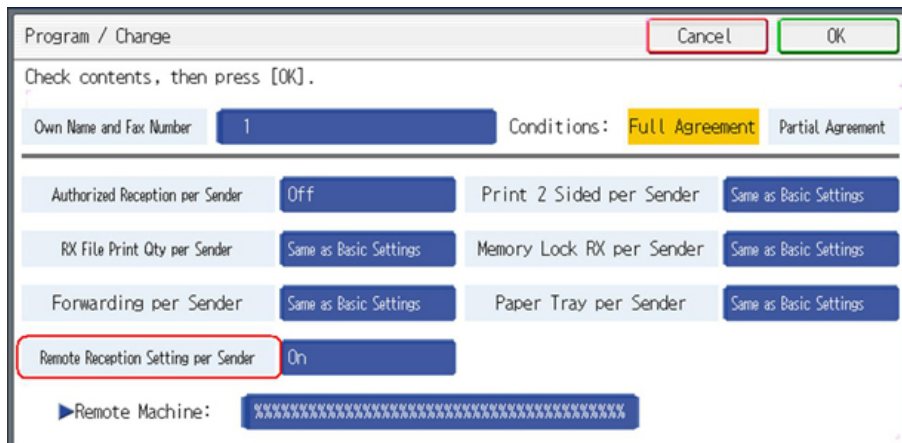 Program / Change Cancel OK
Check contents, then press [OK].
Own Name and Fax Number 1 Conditions: Full Agreement Partial Agreement
Authorized Reception per Sender Off Print 2 Sided per Sender Same as Basic Settings
RX File Print Qty per Sender Same as Basic Settings Memory Lock RX per Sender Same as Basic Settings
Forwarding per Sender Same as Basic Settings Paper Tray per Sender Same as Basic Settings
Remote Reception Setting per Sender On
▶Remote Machine: %%%%%%%%%%%%%%%%%%%%%%%%%%%%%%%%%%%%%%%%